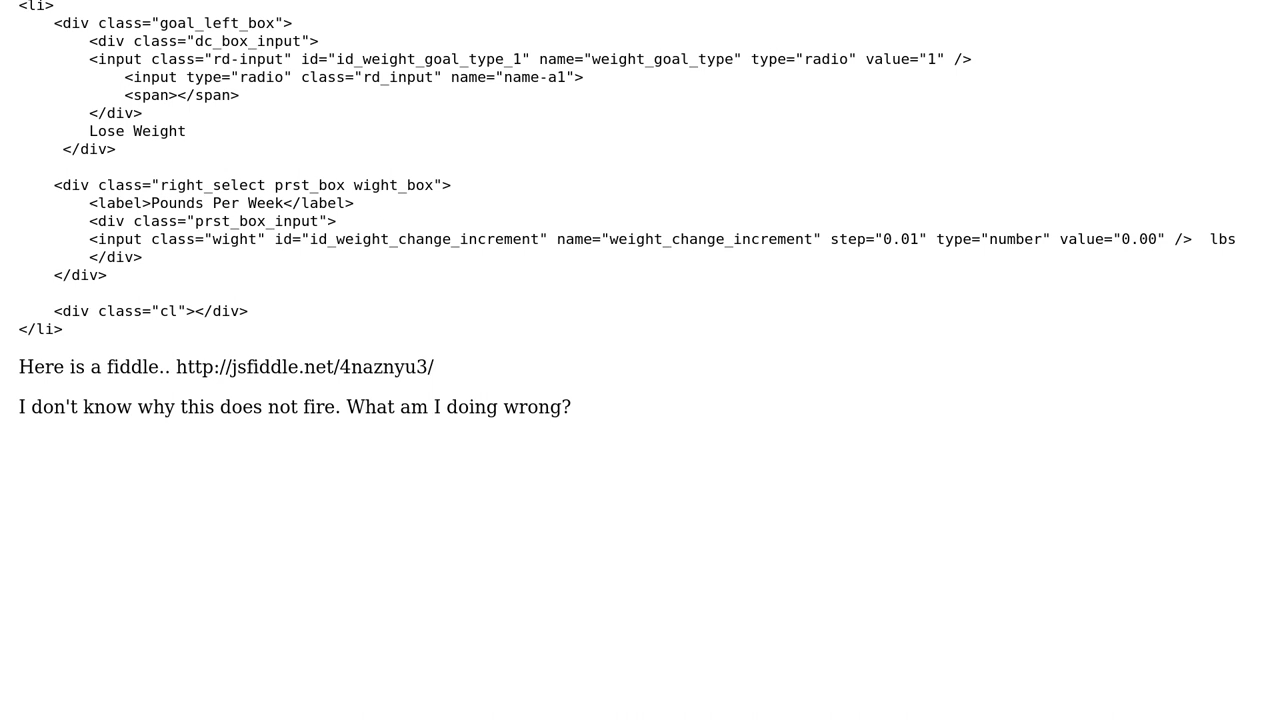 <li>
    <div class="goal_left_box">
        <div class="dc_box_input">
        <input class="rd-input" id="id_weight_goal_type_1" name="weight_goal_type" type="radio" value="1" />
            <input type="radio" class="rd_input" name="name-a1">
            <span></span>
        </div>
        Lose Weight
     </div>

    <div class="right_select prst_box wight_box">
        <label>Pounds Per Week</label>
        <div class="prst_box_input">
        <input class="wight" id="id_weight_change_increment" name="weight_change_increment" step="0.01" type="number" value="0.00" />  lbs
        </div>
    </div>

    <div class="cl"></div>
</li>
Here is a fiddle.. http://jsfiddle.net/4naznyu3/
I don't know why this does not fire. What am I doing wrong?